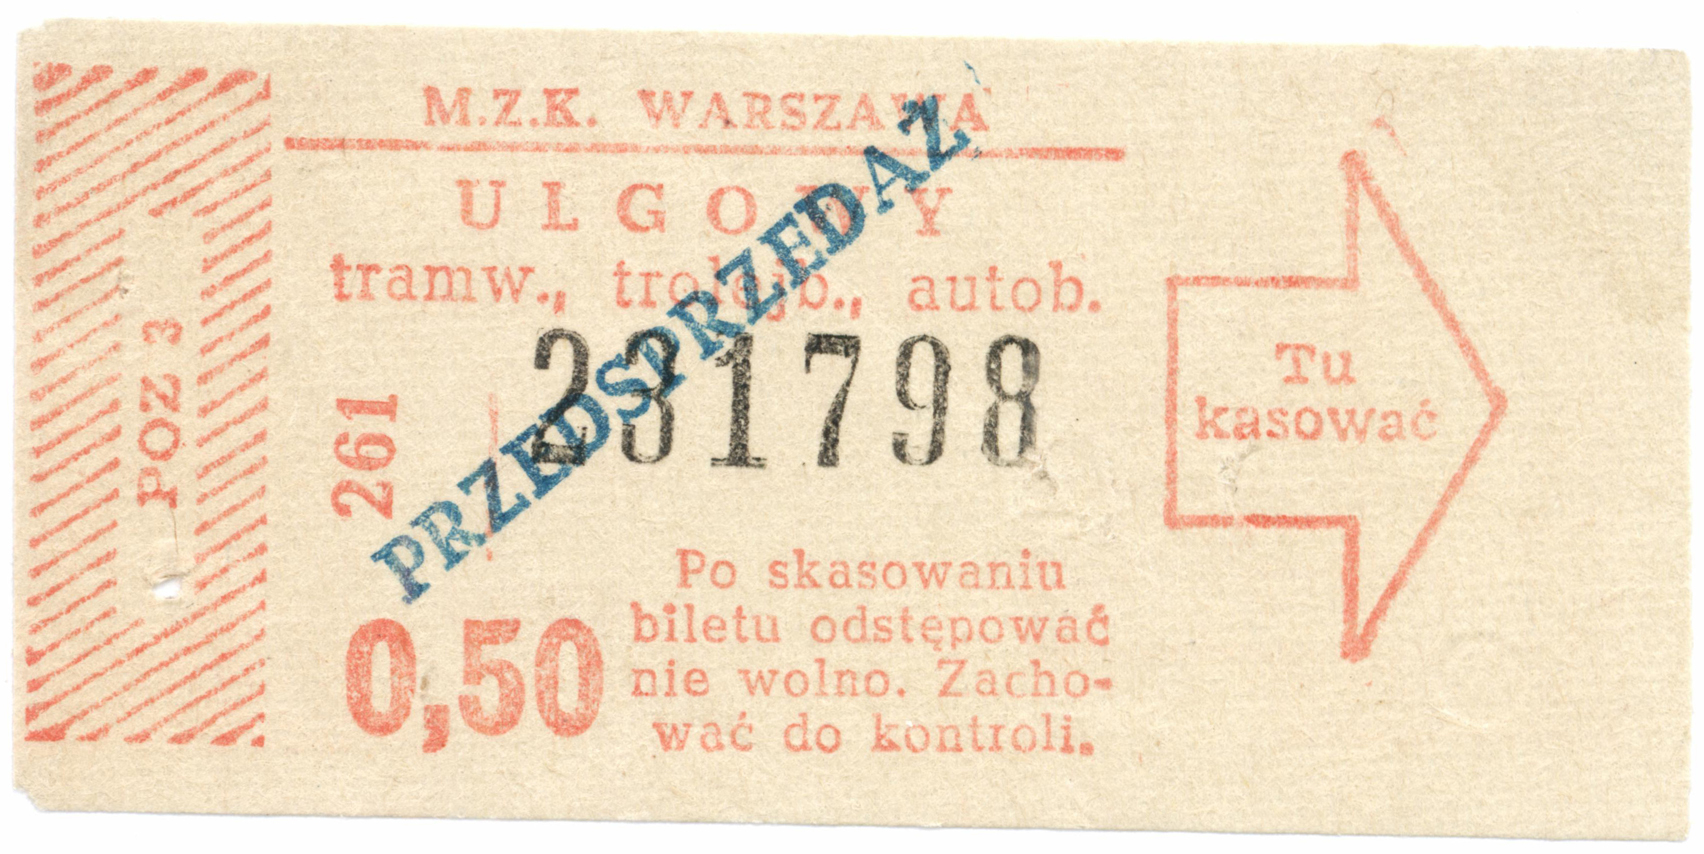 M.Z.K. WARSZAWA
ULGOWY
tramw., trolejb., autob.
231798
PRZEDSPRZEDAŻ
POZ 3
261
0,50
Po skasowaniu
biletu odstępować
nie wolno. Zacho-
wać do kontroli.
Tu
kasować